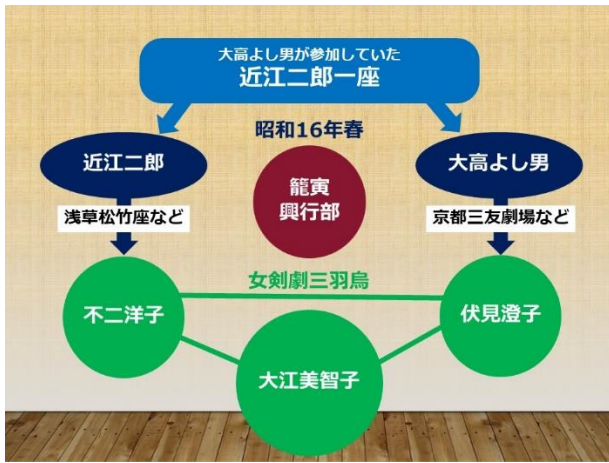 大高よし男が参加していた
近江二郎一座
昭和16年春
近江二郎
籠寅
興行部
大高よし男
浅草松竹座など
京都三友劇場など
女剣劇三羽烏
不二洋子
伏見澄子
大江美智子